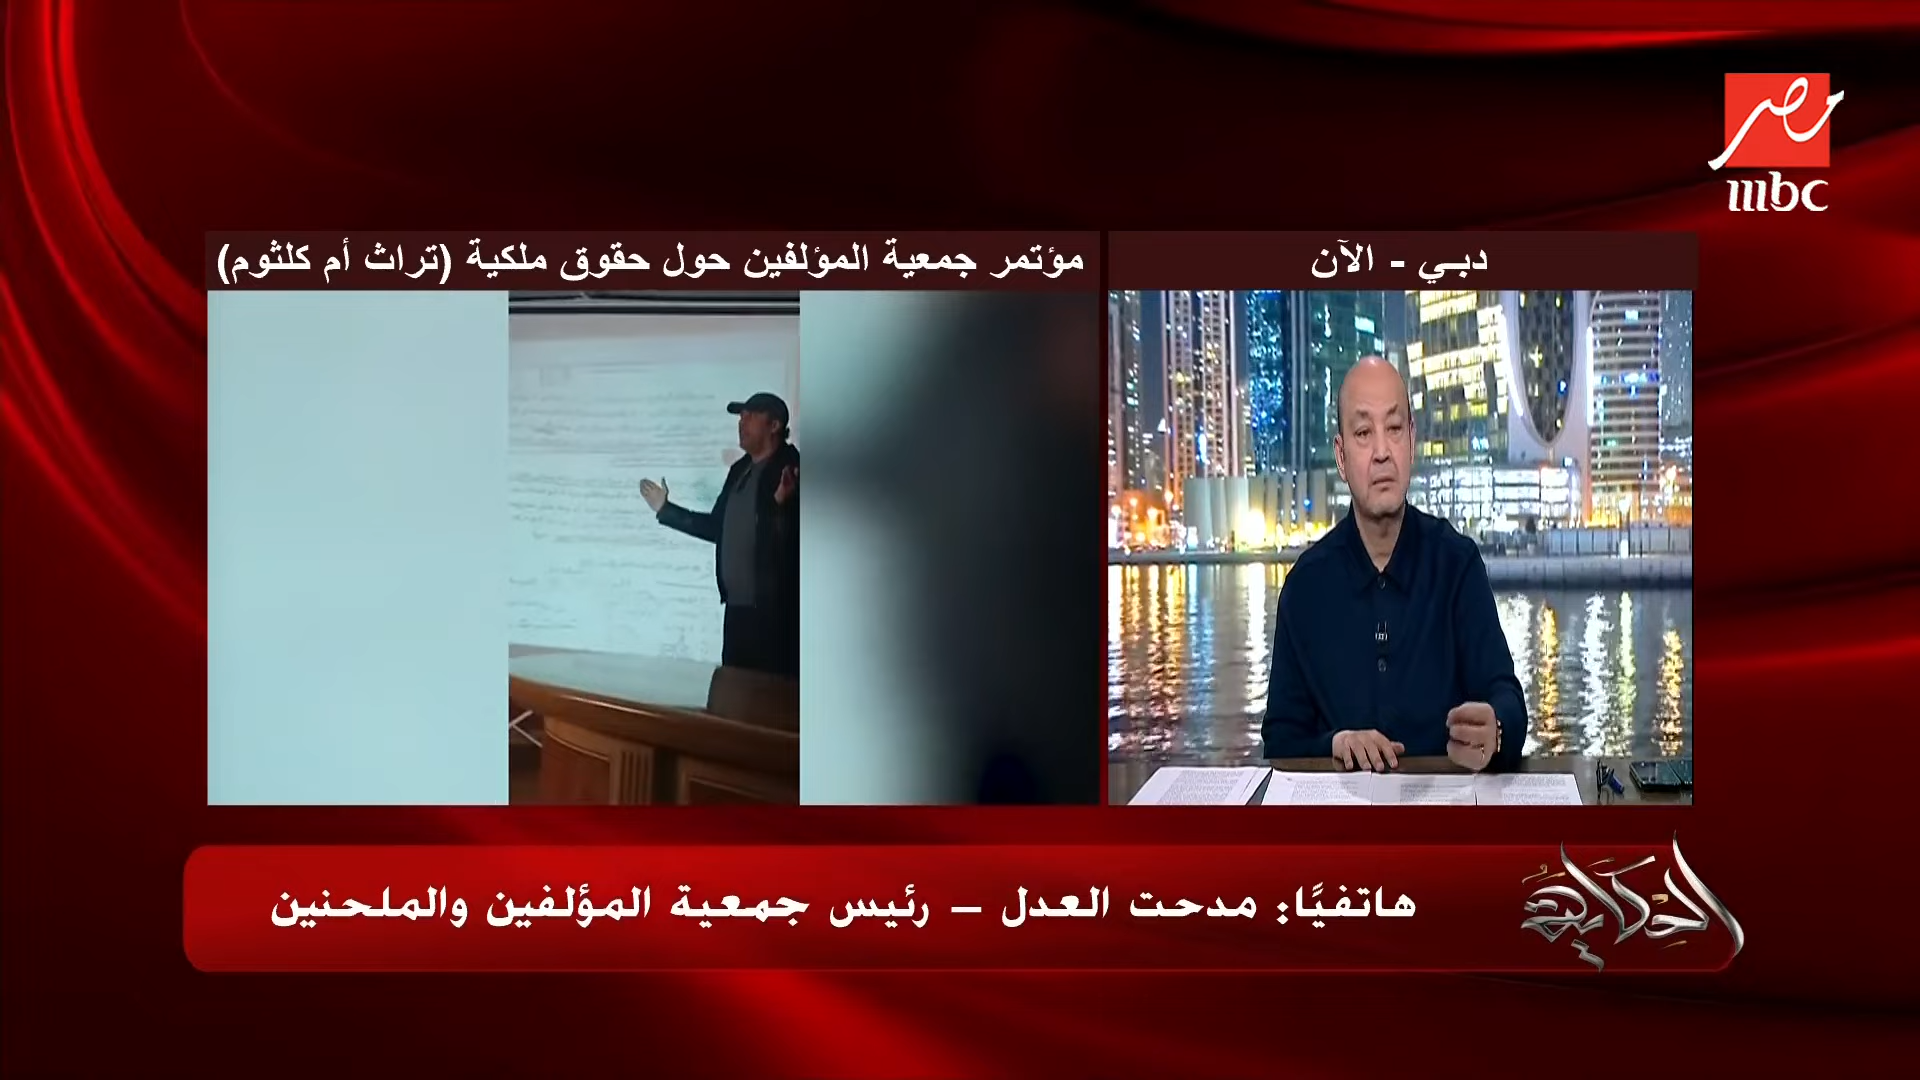 مصر
mbc
دبي - الآن
مؤتمر جمعية المؤلفين حول حقوق ملكية (تراث أم كلثوم)
هاتفيًا: مدحت العدل – رئيس جمعية المؤلفين والملحنين
الحكاية